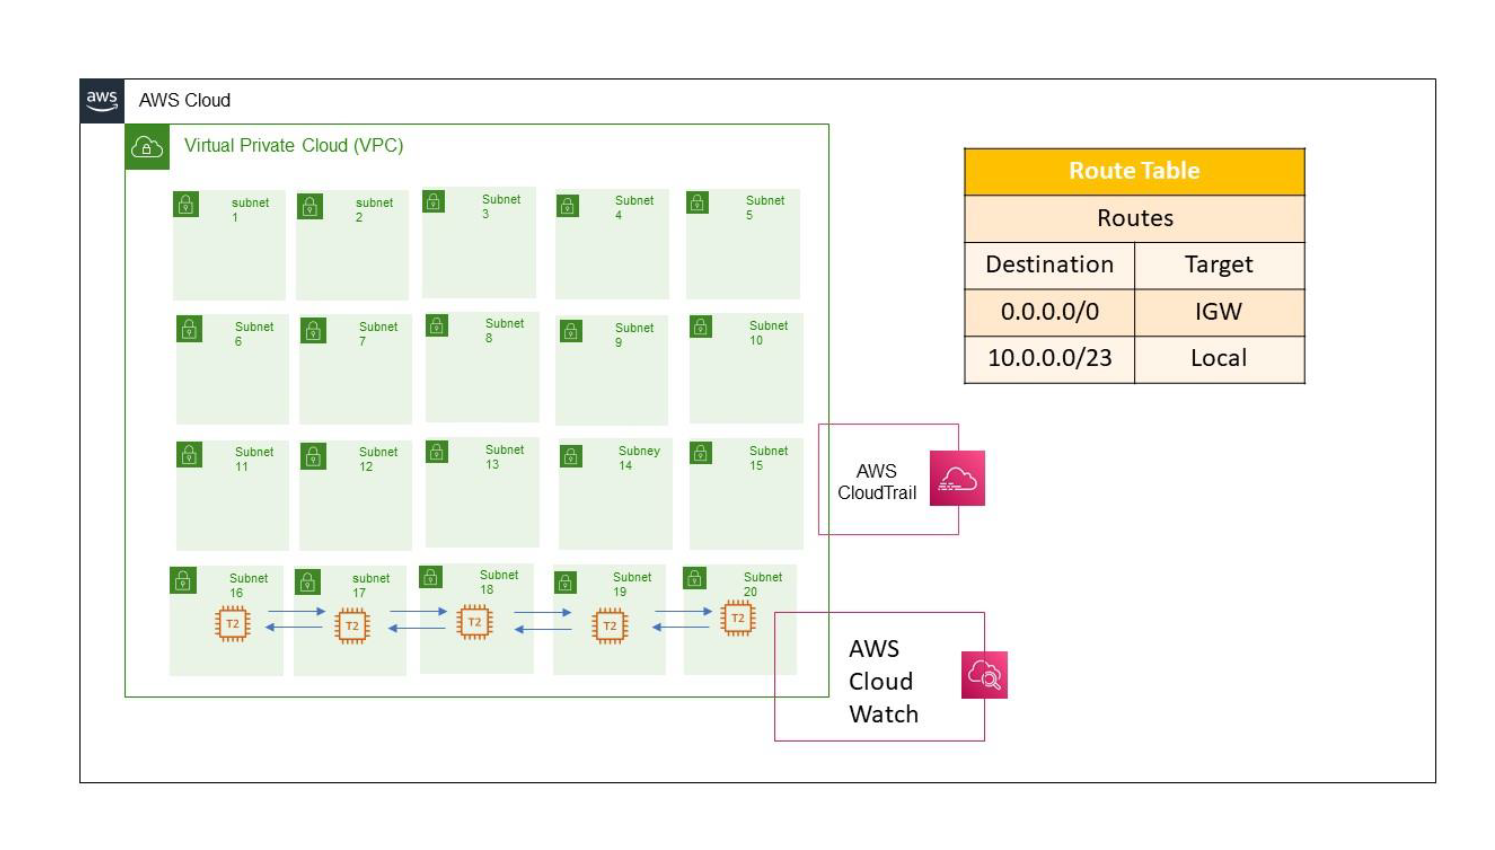 aws
AWS Cloud
Virtual Private Cloud (VPC)
subnet
1
subnet
2
Subnet
3
Subnet
4
Subnet
5
Subnet
6
Subnet
7
Subnet
8
Subnet
9
Subnet
10
Subnet
11
Subnet
12
Subnet
13
Subney
14
Subnet
15
Subnet
16
T2
subnet
17
T2
Subnet
18
T2
Subnet
19
T2
Subnet
20
T2
Route Table
Routes
Destination Target
0.0.0.0/0 IGW
10.0.0.0/23 Local
AWS
CloudTrail
AWS
Cloud
Watch